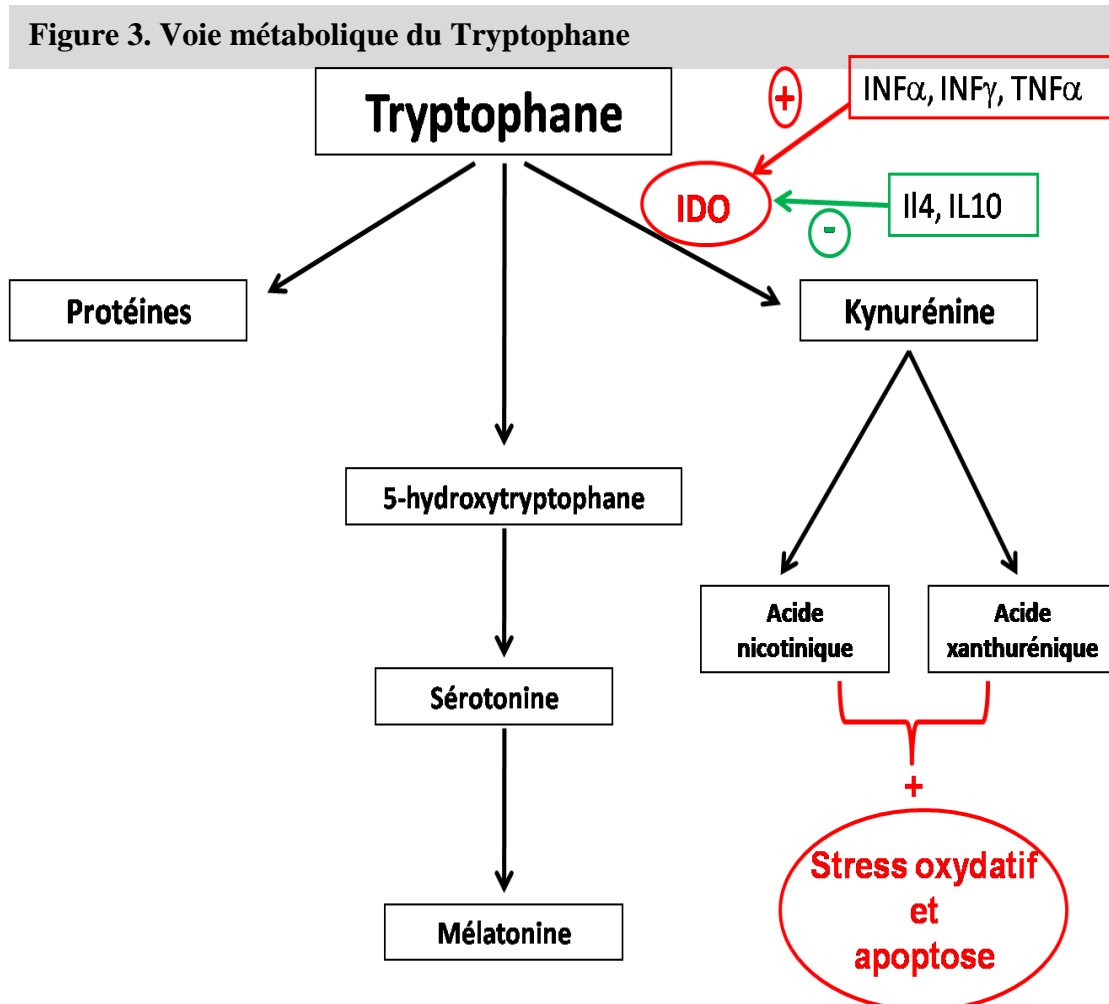 Figure 3. Voie métabolique du Tryptophane
Tryptophane
+
INFα, INFγ, TNFα
IDO
-
Il4, IL10
Protéines
Kynurénine
5-hydroxytryptophane
Acide
nicotinique
Acide
xanthurénique
Sérotonine
+
Stress oxydatif
et
apoptose
Mélatonine